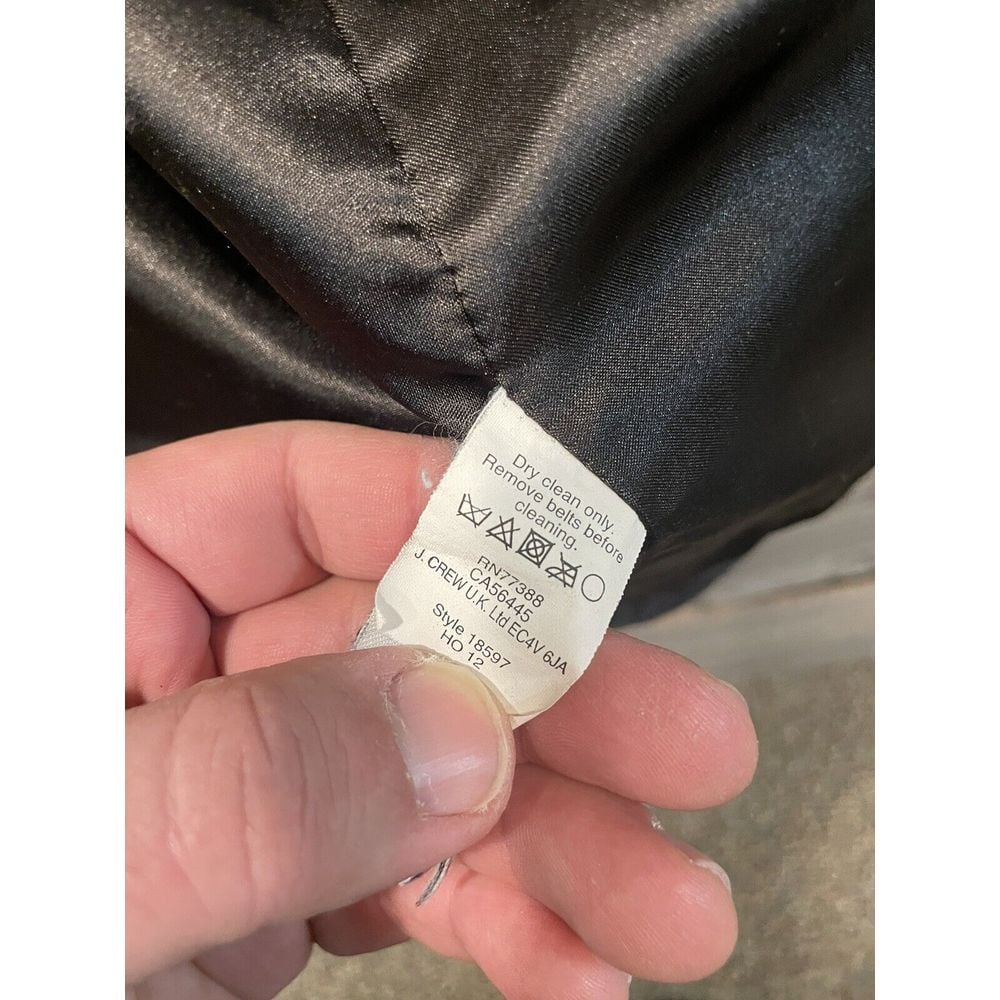 Dry clean only.
Remove belts before
cleaning.
RN77388
CA56445
J. CREW U.K. Ltd EC4V 6JA
Style 18597
HO 12